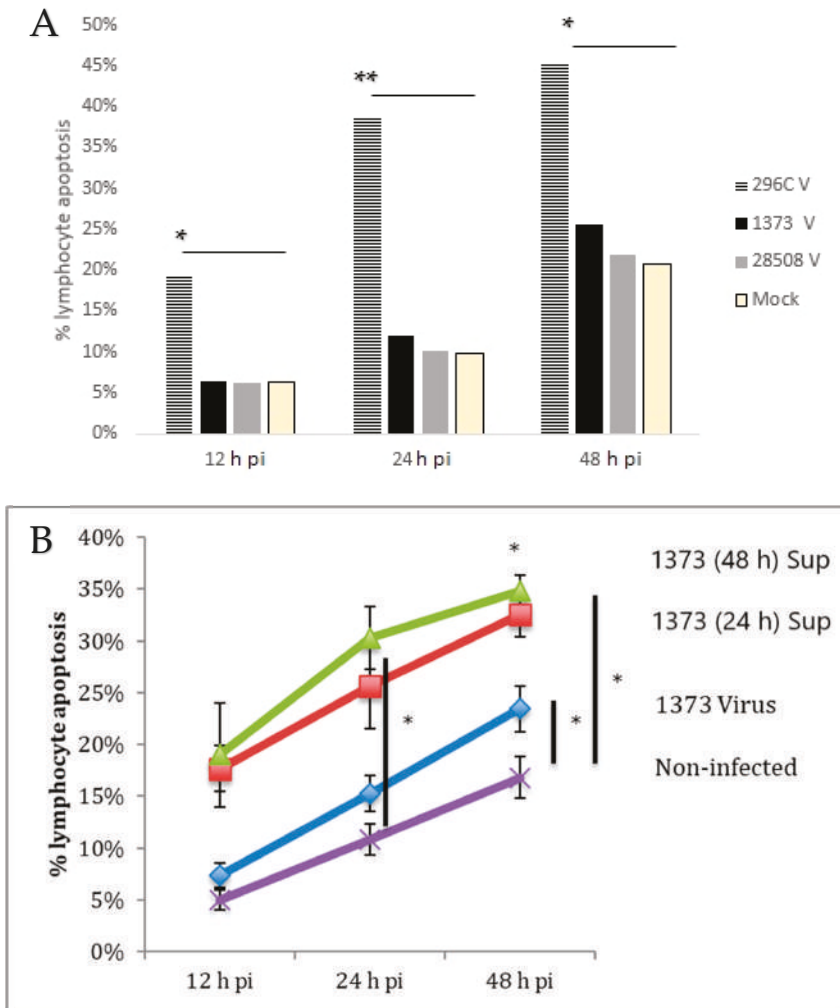 A
% lymphocyte apoptosis
50%
45%
40%
35%
30%
25%
20%
15%
10%
5%
0%
*
**
*
12 h pi
24 h pi
48 h pi
296C V
1373 V
28508 V
Mock
B
% lymphocyte apoptosis
40%
35%
30%
25%
20%
15%
10%
5%
0%
*
*
*
*
12 h pi
24 h pi
48 h pi
1373 (48 h) Sup
1373 (24 h) Sup
1373 Virus
Non-infected